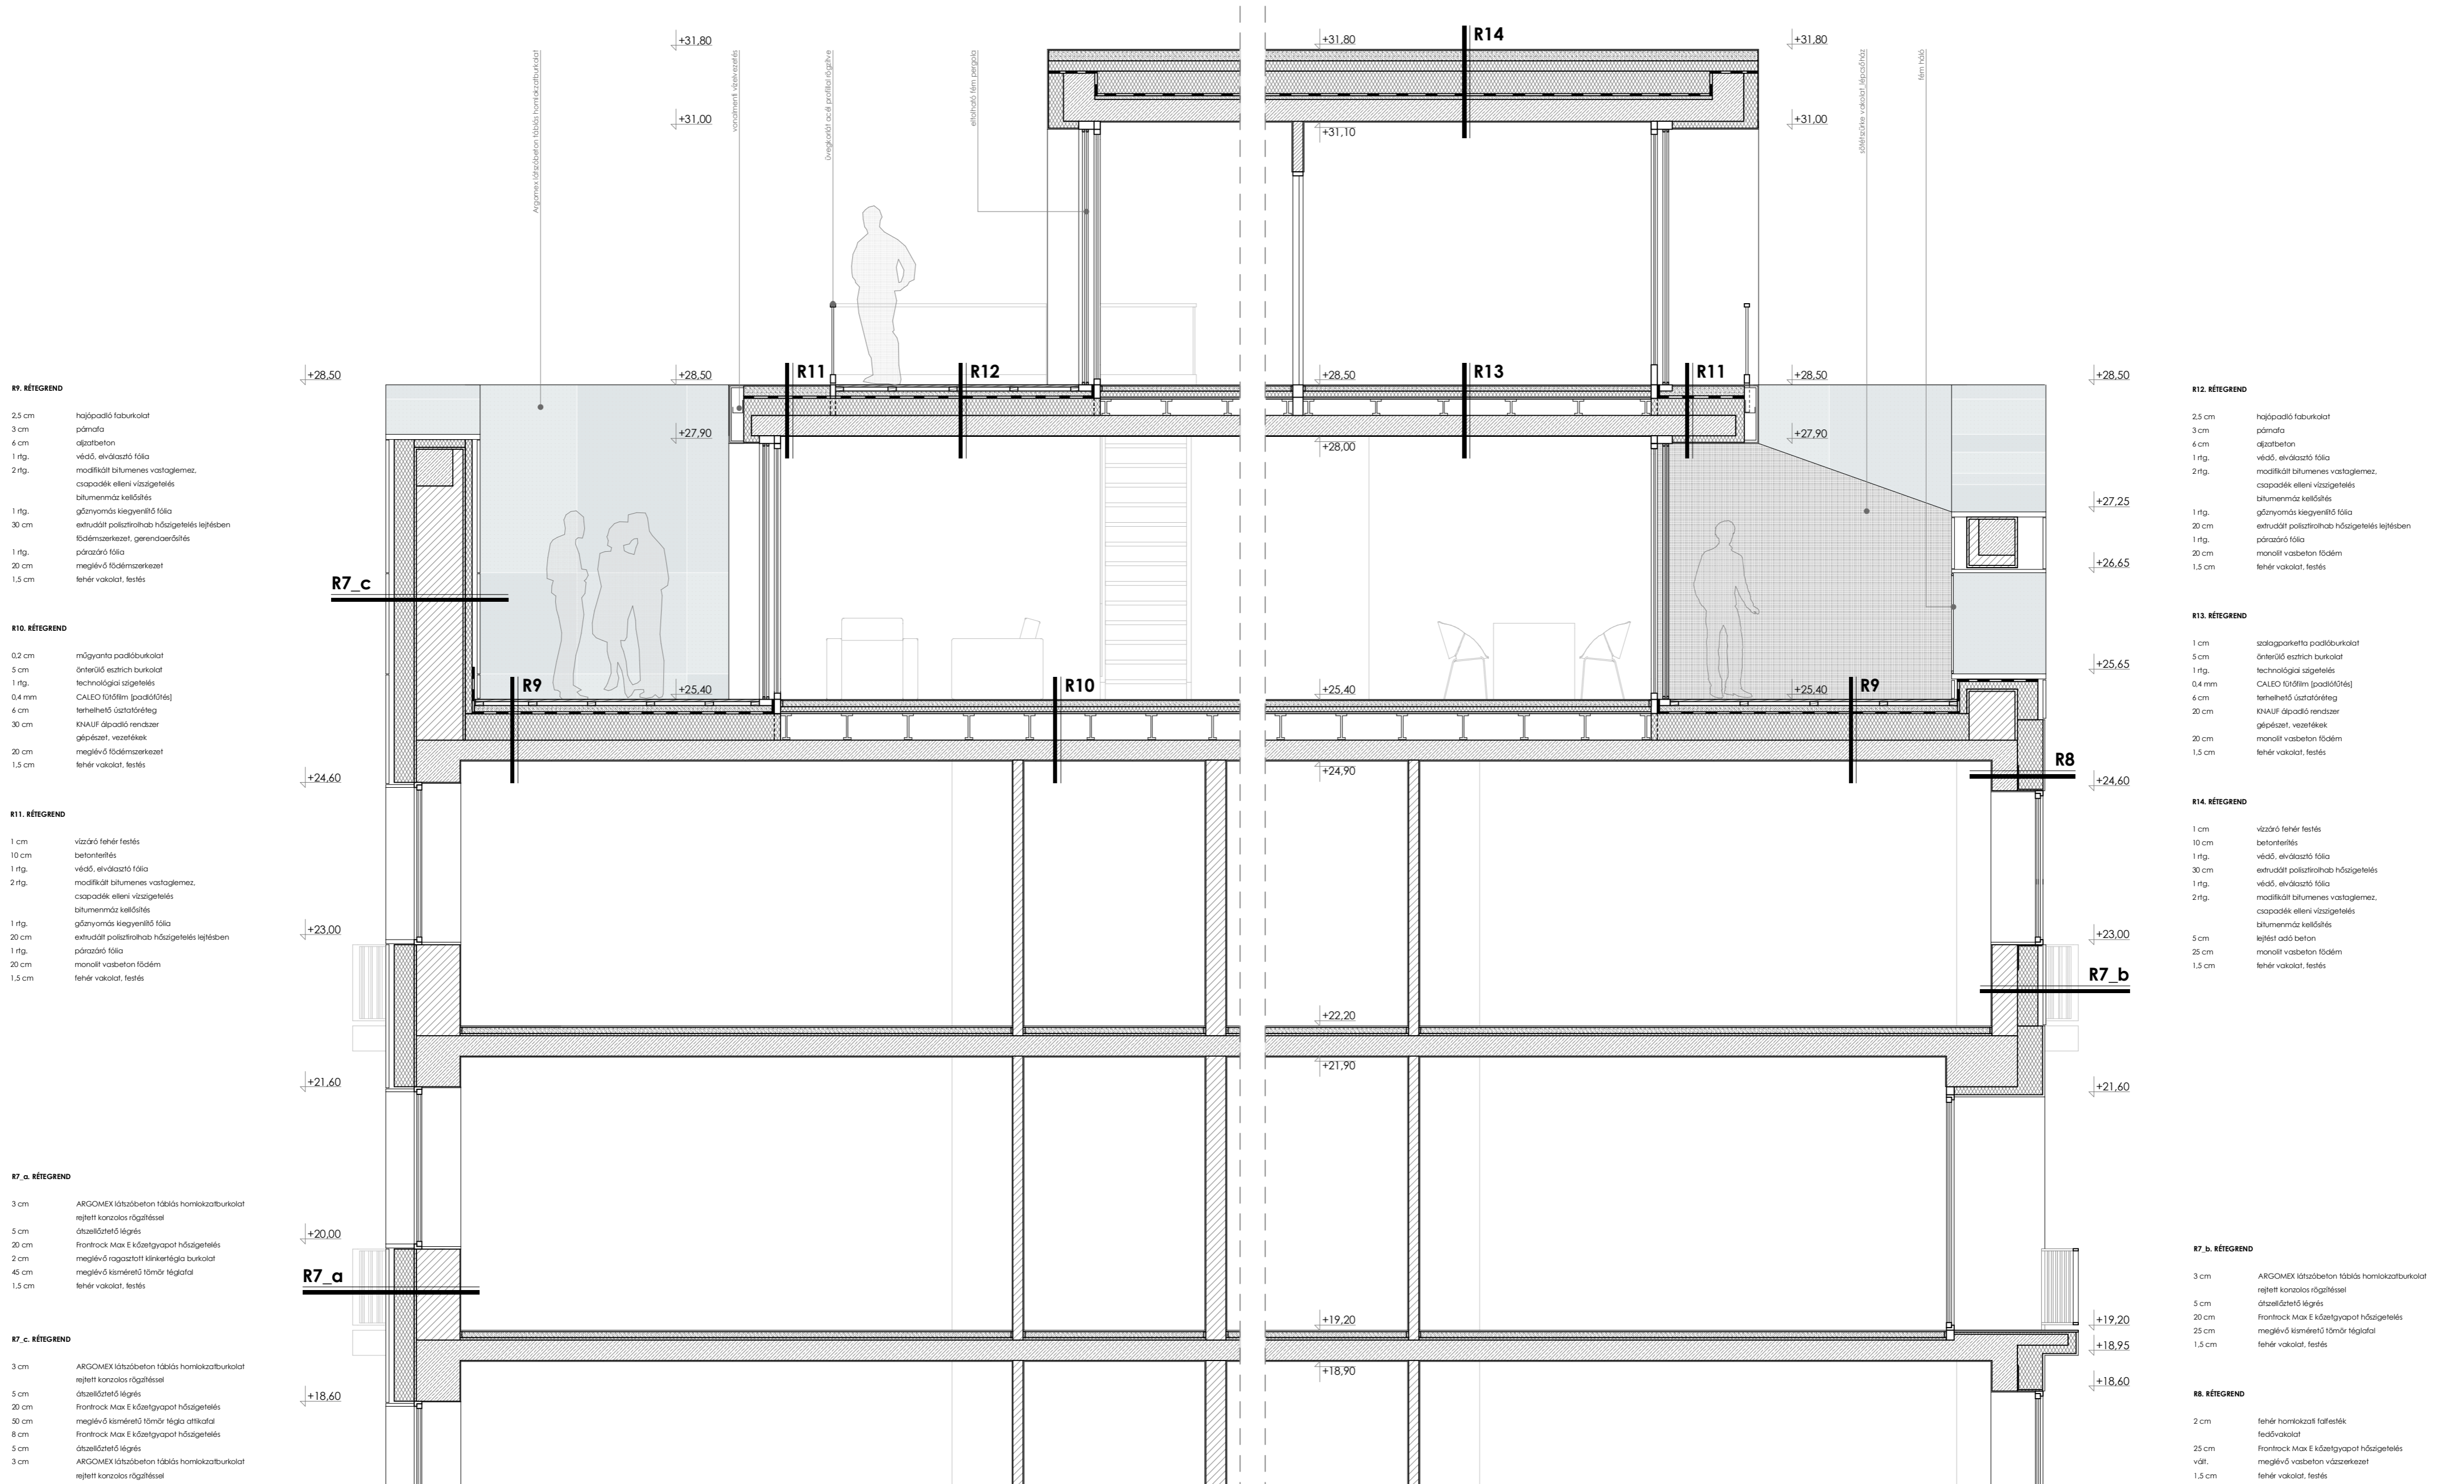 R9. RÉTEGREND
2,5 cm hajópadló faburkolat
3 cm párnafa
6 cm aljzatbeton
1 rtg. védő, elválasztó fólia
2 rtg. modifikált bitumenes vastaglemez,
csapadék elleni vízszigetelés
bitumenmáz kellősítés
1 rtg. gőznyomás kiegyenlítő fólia
30 cm extrudált polisztirolhab hőszigetelés lejtésben
födémszerkezet, gerendaerősítés
1 rtg. párazáró fólia
20 cm meglévő födémszerkezet
1,5 cm fehér vakolat, festés
R10. RÉTEGREND
0,2 cm műgyanta padlóburkolat
5 cm önterülő esztrich burkolat
1 rtg. technológiai szigetelés
0,4 mm CALEO fűtőfilm [padlófűtés]
6 cm terhelhető úsztatóréteg
30 cm KNAUF álpadló rendszer
gépészet, vezetékek
20 cm meglévő födémszerkezet
1,5 cm fehér vakolat, festés
R11. RÉTEGREND
1 cm vízzáró fehér festés
10 cm betonterítés
1 rtg. védő, elválasztó fólia
2 rtg. modifikált bitumenes vastaglemez,
csapadék elleni vízszigetelés
bitumenmáz kellősítés
1 rtg. gőznyomás kiegyenlítő fólia
20 cm extrudált polisztirolhab hőszigetelés lejtésben
1 rtg. párazáró fólia
20 cm monolit vasbeton födém
1,5 cm fehér vakolat, festés
R7_a. RÉTEGREND
3 cm ARGOMEX látszóbeton táblás homlokzatburkolat
rejtett konzolos rögzítéssel
5 cm átszellőztető légrés
20 cm Frontrock Max E kőzetgyapot hőszigetelés
2 cm meglévő ragasztott klinkertégla burkolat
45 cm meglévő kisméretű tömör téglafal
1,5 cm fehér vakolat, festés
R7_c. RÉTEGREND
3 cm ARGOMEX látszóbeton táblás homlokzatburkolat
rejtett konzolos rögzítéssel
5 cm átszellőztető légrés
20 cm Frontrock Max E kőzetgyapot hőszigetelés
50 cm meglévő kisméretű tömör tégla attikafal
8 cm Frontrock Max E kőzetgyapot hőszigetelés
5 cm átszellőztető légrés
3 cm ARGOMEX látszóbeton táblás homlokzatburkolat
rejtett konzolos rögzítéssel
+28,50
R7_c
+24,60
+23,00
+21,60
+20,00
R7_a
+18,60
Argomex látszóbeton táblás homlokzatburkolat
vonalmenti vízelvezetés
üvegkorlát acél profillal rögzítve
eltolható fém pergola
+31,80
+31,00
+28,50
+27,90
+25,40
R11
R12
R9
R10
+31,80
R14
+31,10
+28,50
R13
R11
+28,00
+25,40
+24,90
+22,20
+21,90
+19,20
+18,90
+31,80
+31,00
+28,50
+27,90
+25,40
R9
sötétszürke vakolat_lépcsőház
fém háló
+28,50
+27,25
+26,65
+25,65
R8
+24,60
+23,00
R7_b
+21,60
+19,20
+18,95
+18,60
R12. RÉTEGREND
2,5 cm hajópadló faburkolat
3 cm párnafa
6 cm aljzatbeton
1 rtg. védő, elválasztó fólia
2 rtg. modifikált bitumenes vastaglemez,
csapadék elleni vízszigetelés
bitumenmáz kellősítés
1 rtg. gőznyomás kiegyenlítő fólia
20 cm extrudált polisztirolhab hőszigetelés lejtésben
1 rtg. párazáró fólia
20 cm monolit vasbeton födém
1,5 cm fehér vakolat, festés
R13. RÉTEGREND
1 cm szalagparketta padlóburkolat
5 cm önterülő esztrich burkolat
1 rtg. technológiai szigetelés
0,4 mm CALEO fűtőfilm [padlófűtés]
6 cm terhelhető úsztatóréteg
20 cm KNAUF álpadló rendszer
gépészet, vezetékek
20 cm monolit vasbeton födém
1,5 cm fehér vakolat, festés
R14. RÉTEGREND
1 cm vízzáró fehér festés
10 cm betonterítés
1 rtg. védő, elválasztó fólia
30 cm extrudált polisztirolhab hőszigetelés
1 rtg. védő, elválasztó fólia
2 rtg. modifikált bitumenes vastaglemez,
csapadék elleni vízszigetelés
bitumenmáz kellősítés
5 cm lejtést adó beton
25 cm monolit vasbeton födém
1,5 cm fehér vakolat, festés
R7_b. RÉTEGREND
3 cm ARGOMEX látszóbeton táblás homlokzatburkolat
rejtett konzolos rögzítéssel
5 cm átszellőztető légrés
20 cm Frontrock Max E kőzetgyapot hőszigetelés
25 cm meglévő kisméretű tömör téglafal
1,5 cm fehér vakolat, festés
R8. RÉTEGREND
2 cm fehér homlokzati falfesték
fedővakolat
25 cm Frontrock Max E kőzetgyapot hőszigetelés
vált. meglévő vasbeton vázszerkezet
1,5 cm fehér vakolat, festés